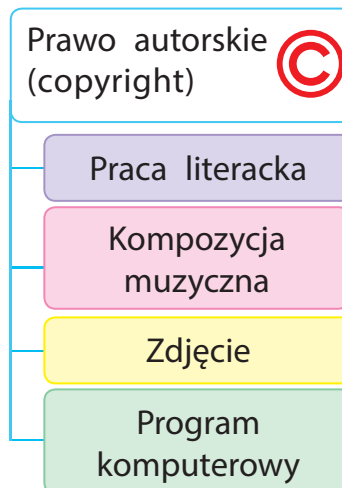 Prawo autorskie
(copyright) ©
Praca literacka
Kompozycja
muzyczna
Zdjęcie
Program
komputerowy